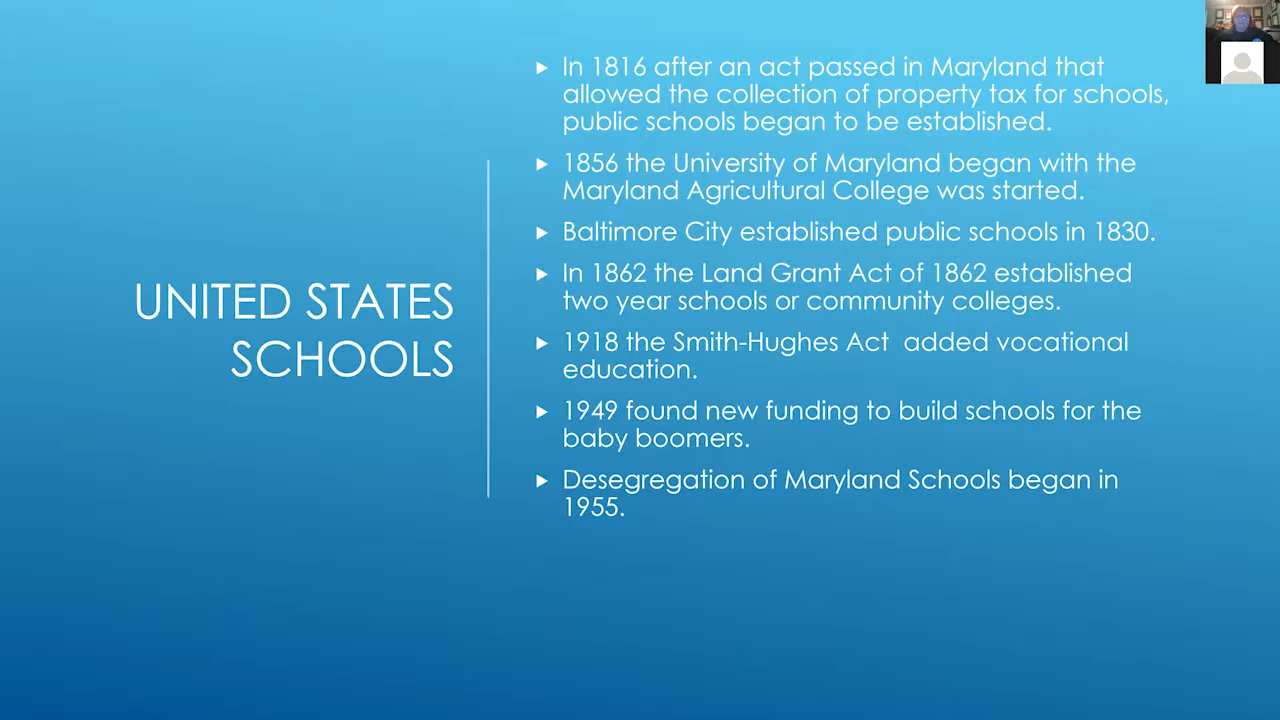 UNITED STATES
SCHOOLS
In 1816 after an act passed in Maryland that
allowed the collection of property tax for schools,
public schools began to be established.
1856 the University of Maryland began with the
Maryland Agricultural College was started.
Baltimore City established public schools in 1830.
In 1862 the Land Grant Act of 1862 established
two year schools or community colleges.
1918 the Smith-Hughes Act added vocational
education.
1949 found new funding to build schools for the
baby boomers.
Desegregation of Maryland Schools began in
1955.